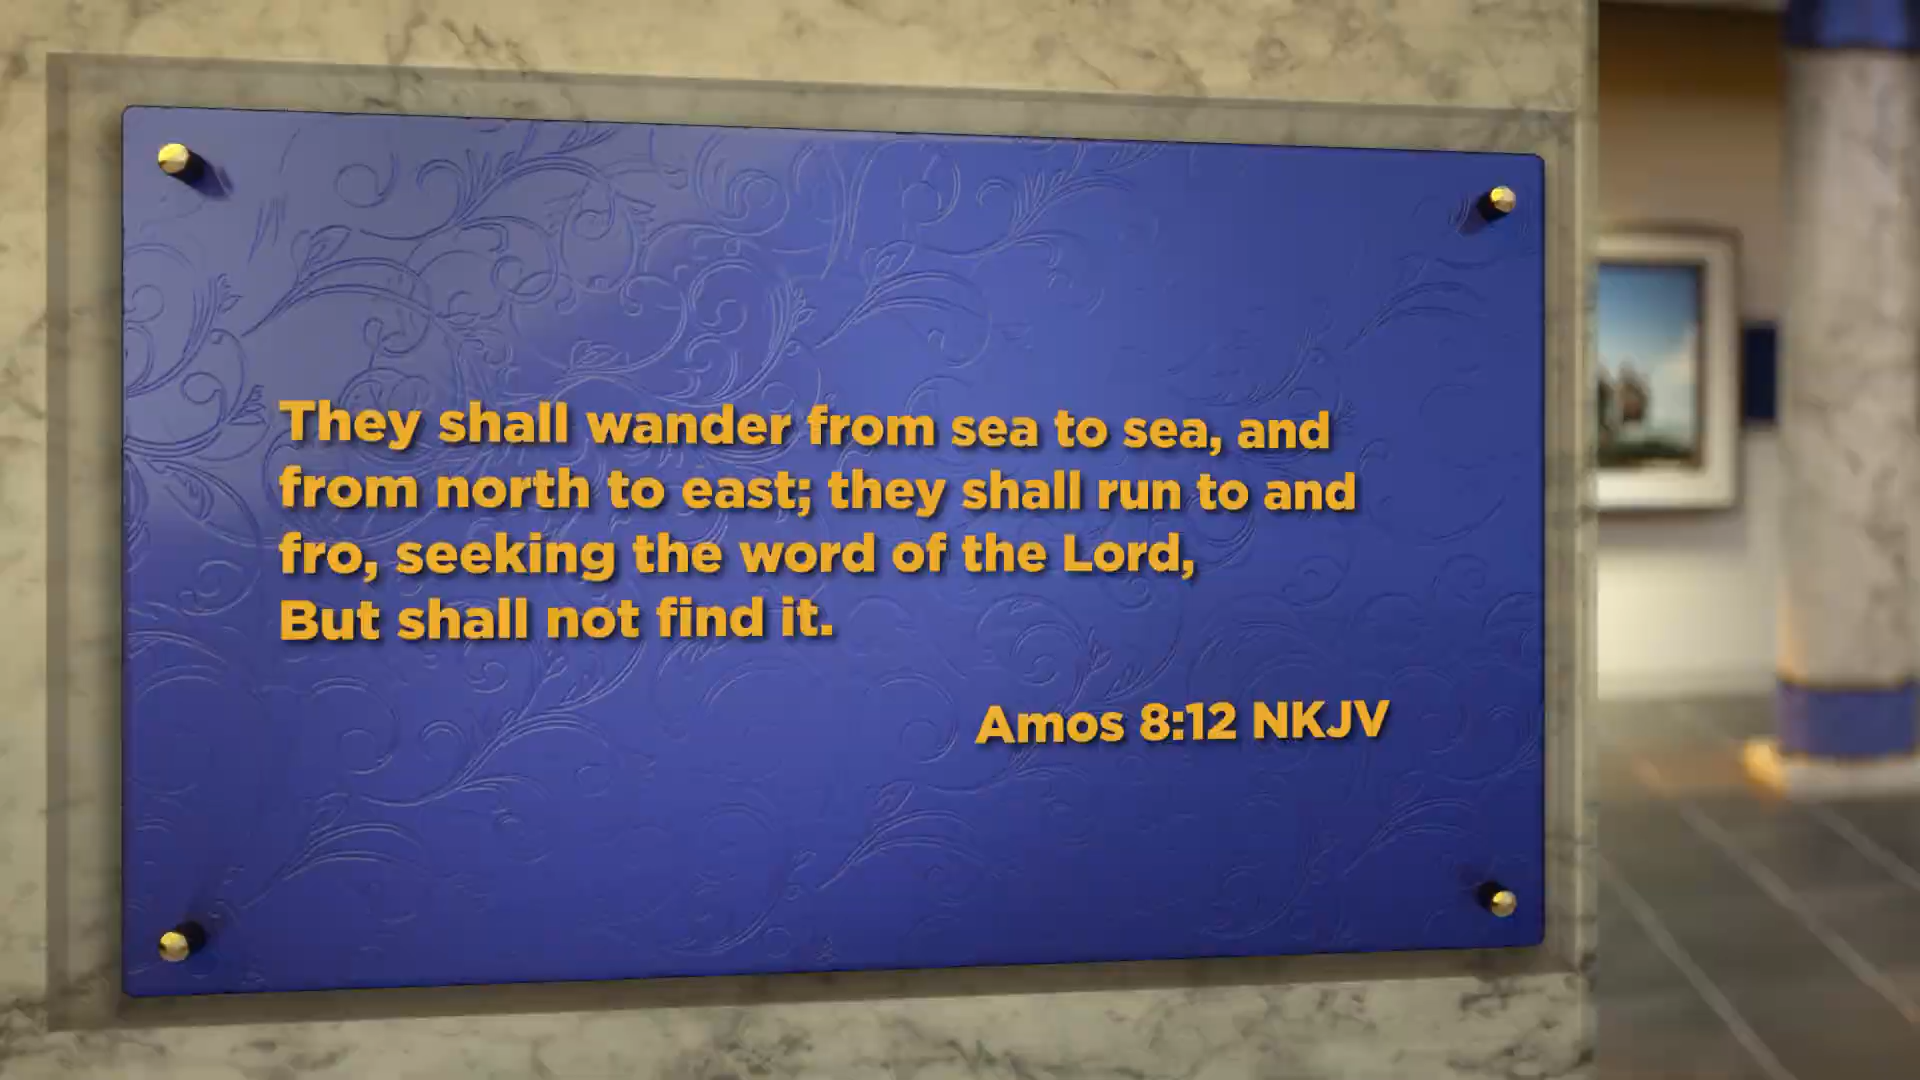 They shall wander from sea to sea, and
from north to east; they shall run to and
fro, seeking the word of the Lord,
But shall not find it.
Amos 8:12 NKJV